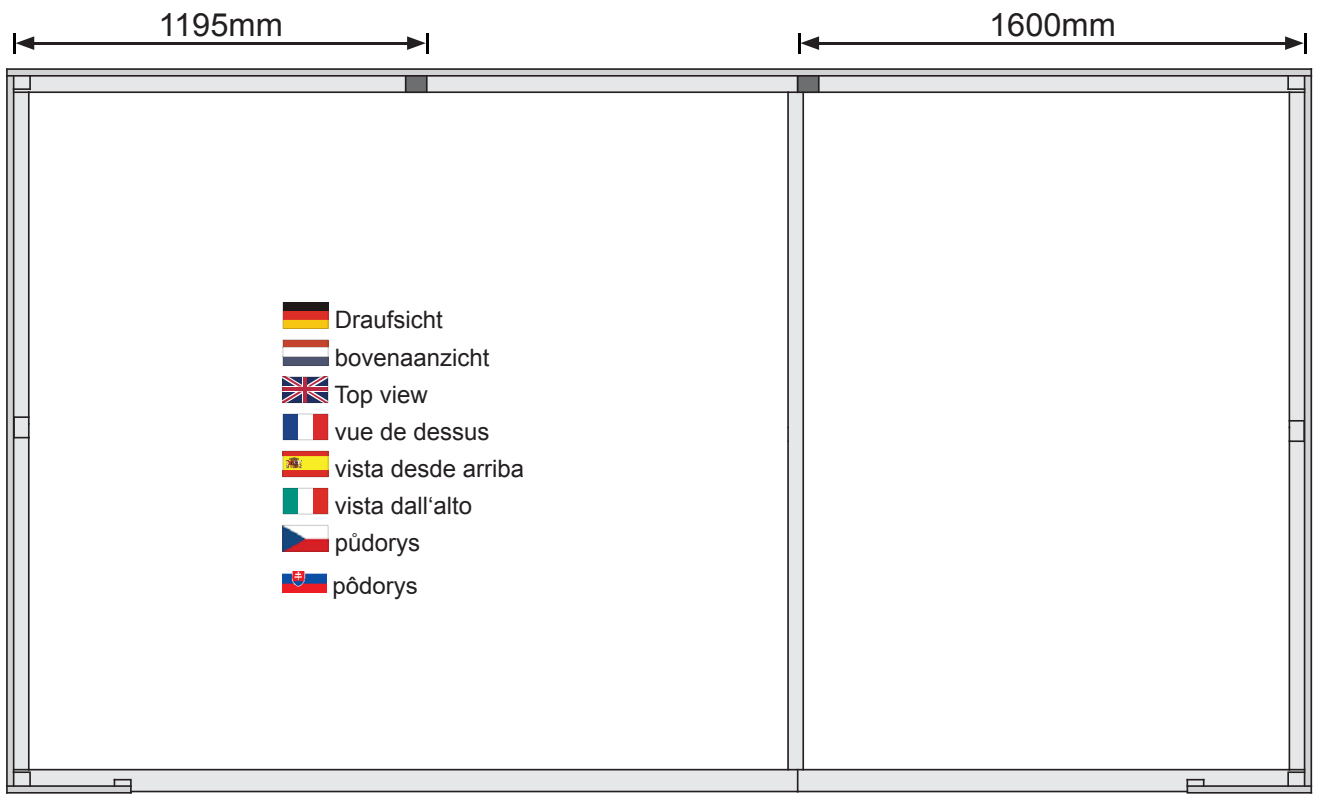 1195mm
1600mm
Draufsicht
bovenaanzicht
Top view
vue de dessus
vista desde arriba
vista dall‘alto
půdorys
pôdorys